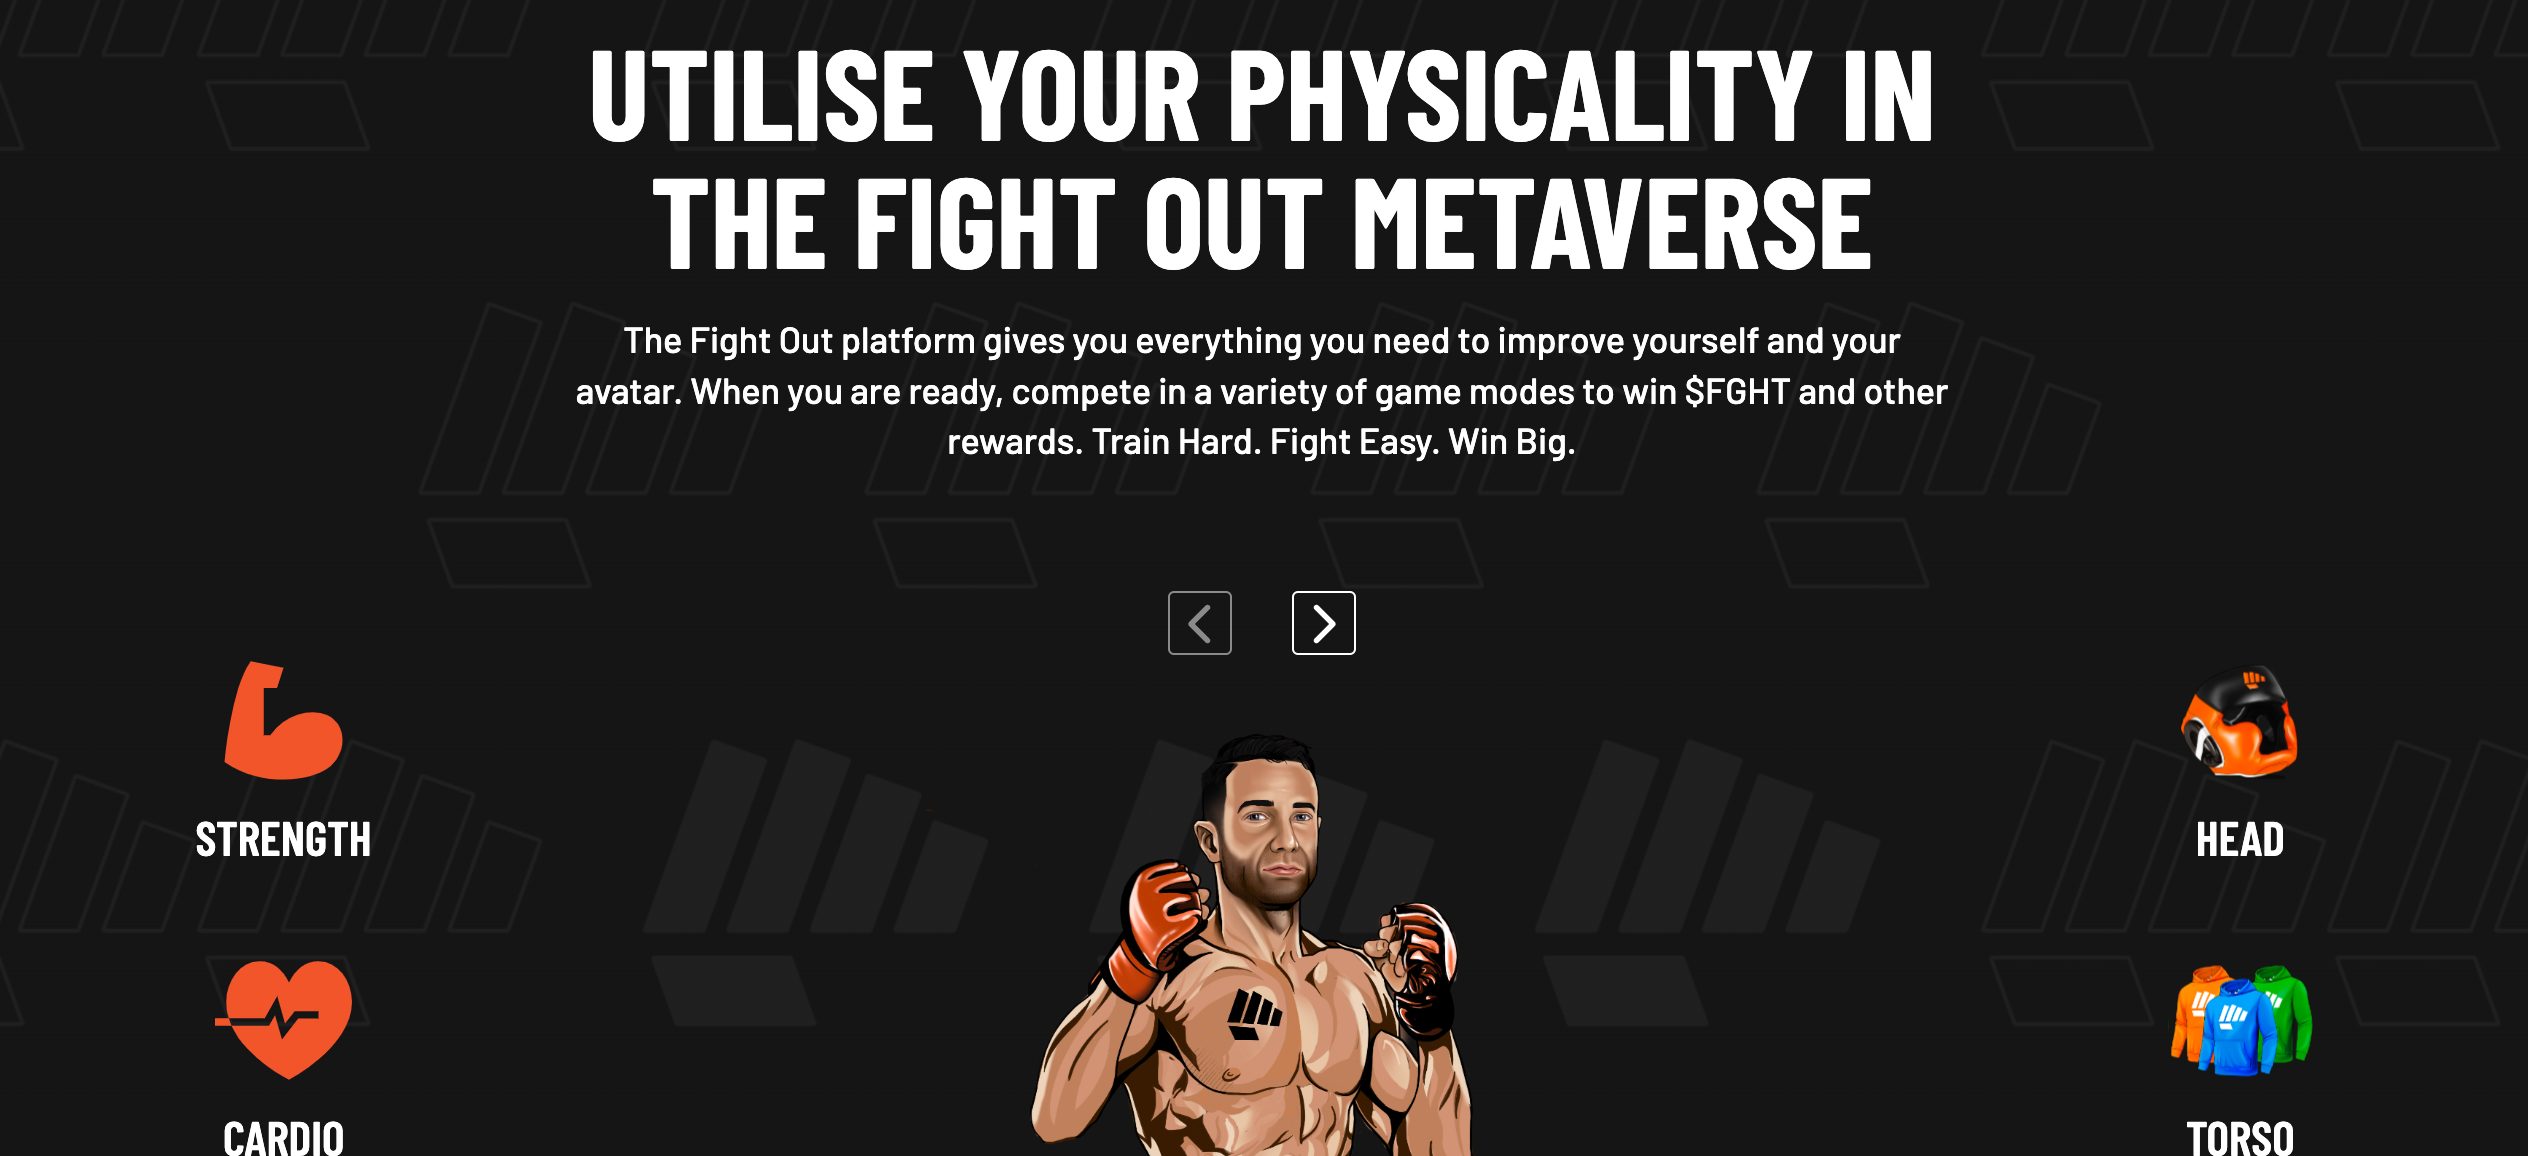 UTILISE YOUR PHYSICALITY IN
THE FIGHT OUT METAVERSE
The Fight Out platform gives you everything you need to improve yourself and your
avatar. When you are ready, compete in a variety of game modes to win $FGHT and other
rewards. Train Hard. Fight Easy. Win Big.
STRENGTH
HEAD
CARDIO
TORSO